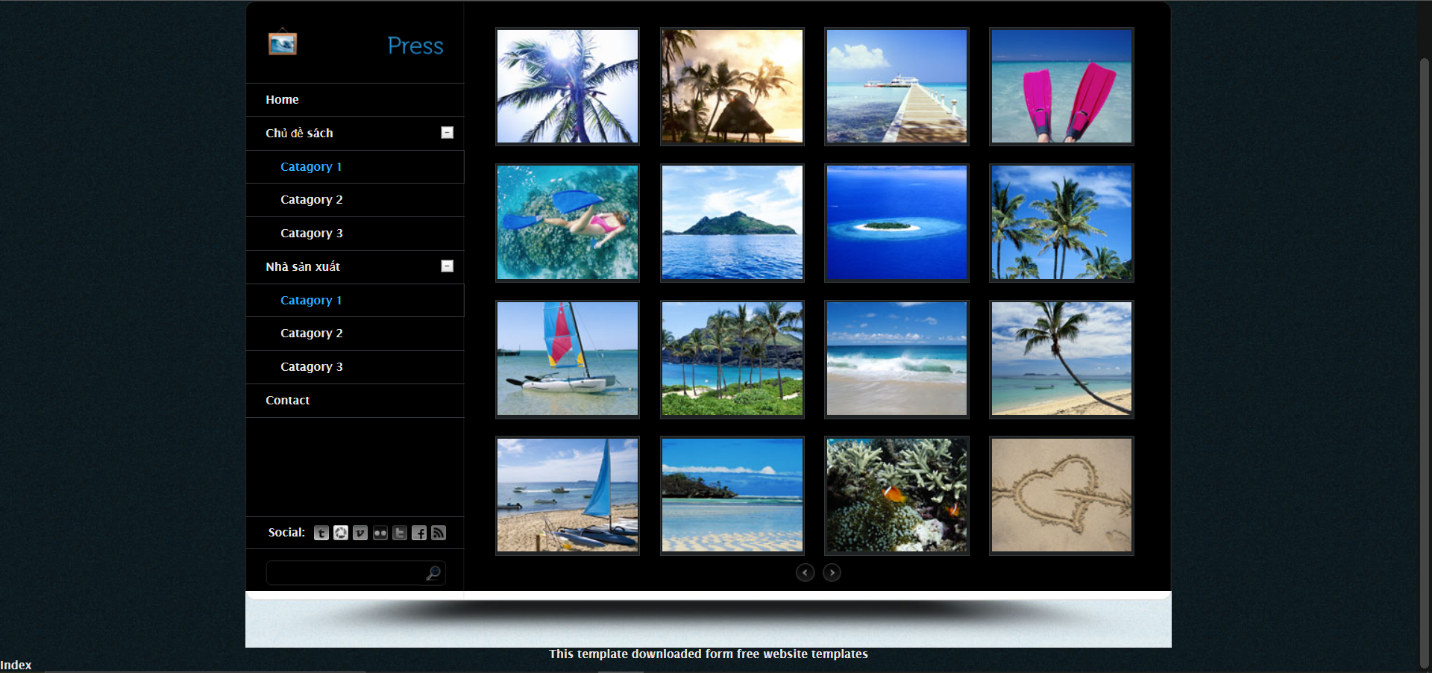 Press
Home
Chủ đề sách
Catagory 1
Catagory 2
Catagory 3
Nhà sản xuất
Catagory 1
Catagory 2
Catagory 3
Contact
Social:
This template downloaded form free website templates
Index